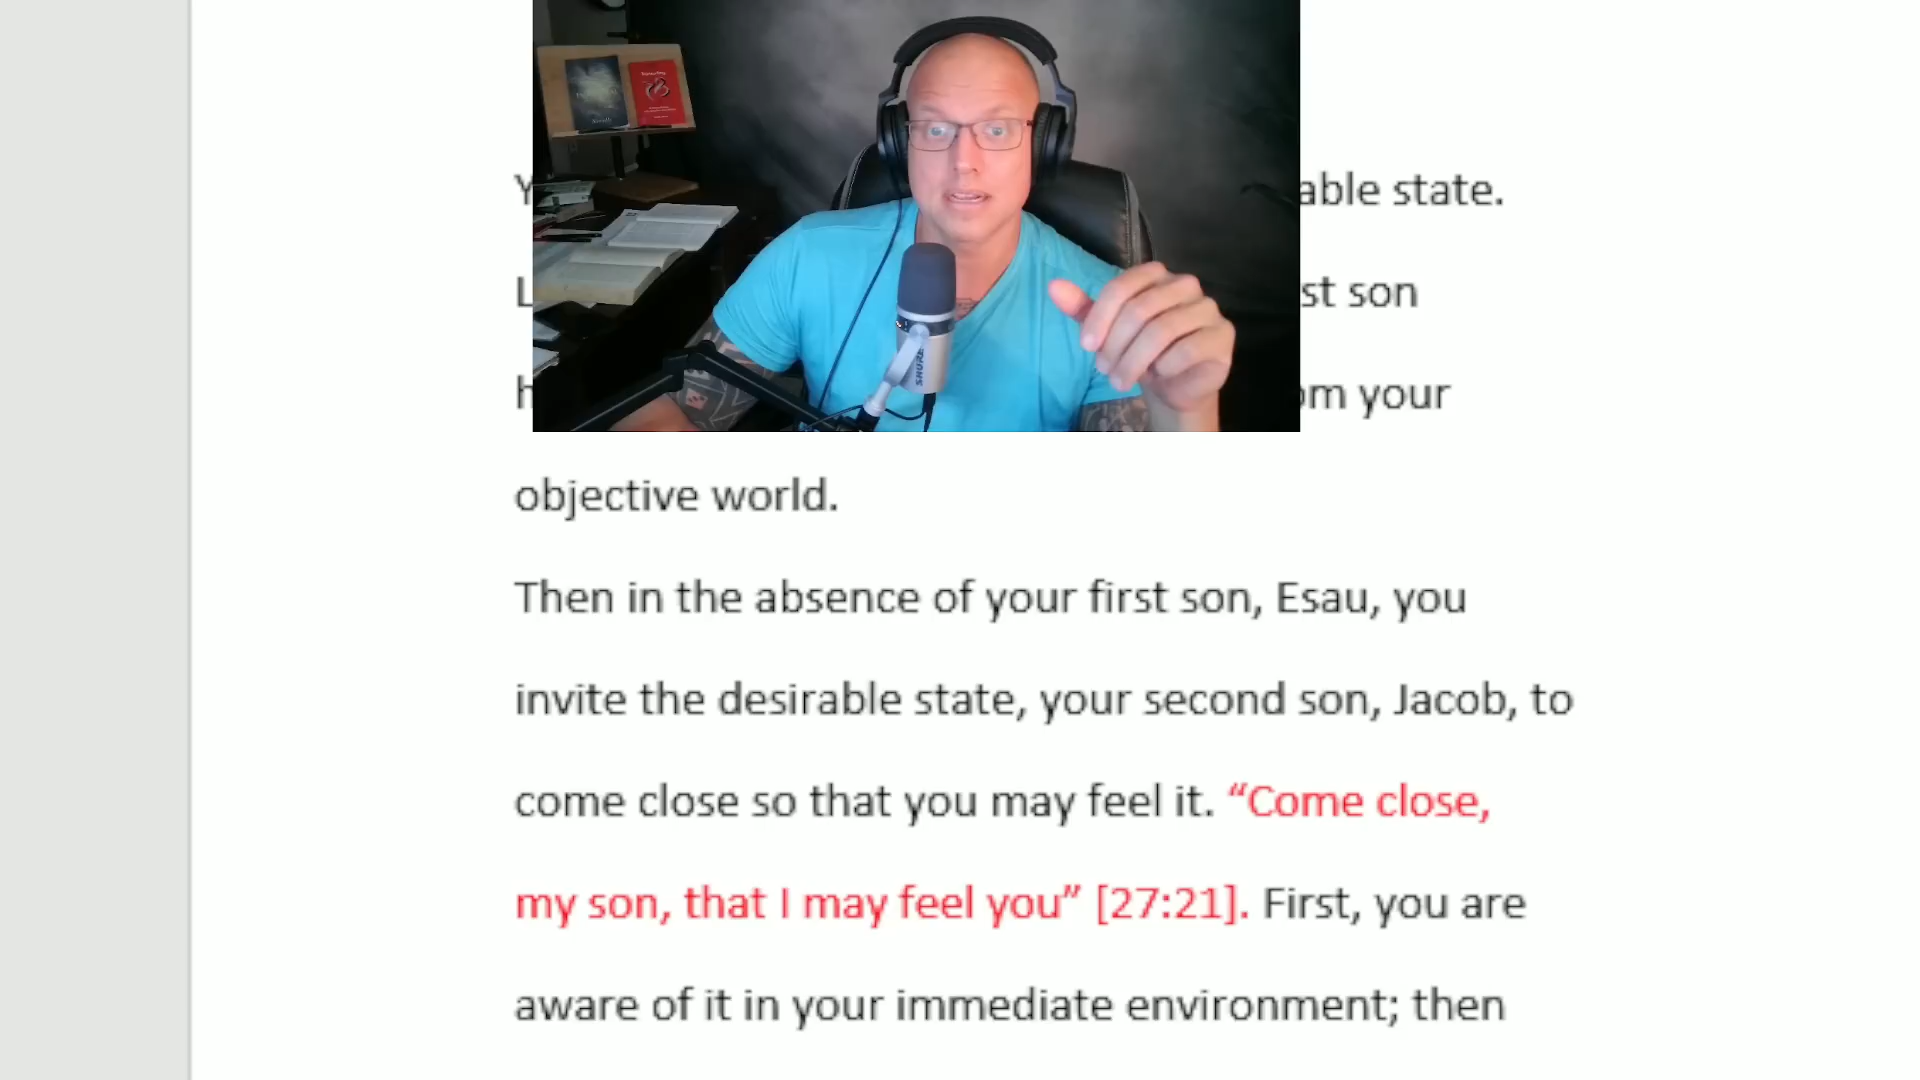 Y able state.
L st son
h om your
objective world.
Then in the absence of your first son, Esau, you
invite the desirable state, your second son, Jacob, to
come close so that you may feel it. “Come close,
my son, that I may feel you” [27:21]. First, you are
aware of it in your immediate environment; then
SHURE